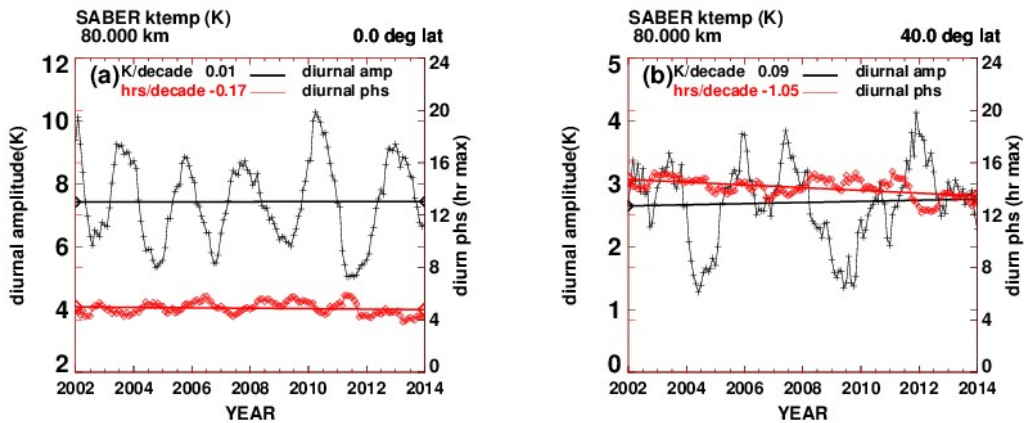 SABER ktemp (K)
80.000 km 0.0 deg lat
(a) K/decade 0.01 diurnal amp
hrs/decade -0.17 diurnal phs
diurnal amplitude(K)
12
10
8
6
4
2
24
20
16
12
8
4
0
diurn phs (hr max)
2002 2004 2006 2008 2010 2012 2014
YEAR
SABER ktemp (K)
80.000 km 40.0 deg lat
(b) K/decade 0.09 diurnal amp
hrs/decade -1.05 diurnal phs
diurnal amplitude(K)
5
4
3
2
1
0
24
20
16
12
8
4
0
diurn phs (hr max)
2002 2004 2006 2008 2010 2012 2014
YEAR